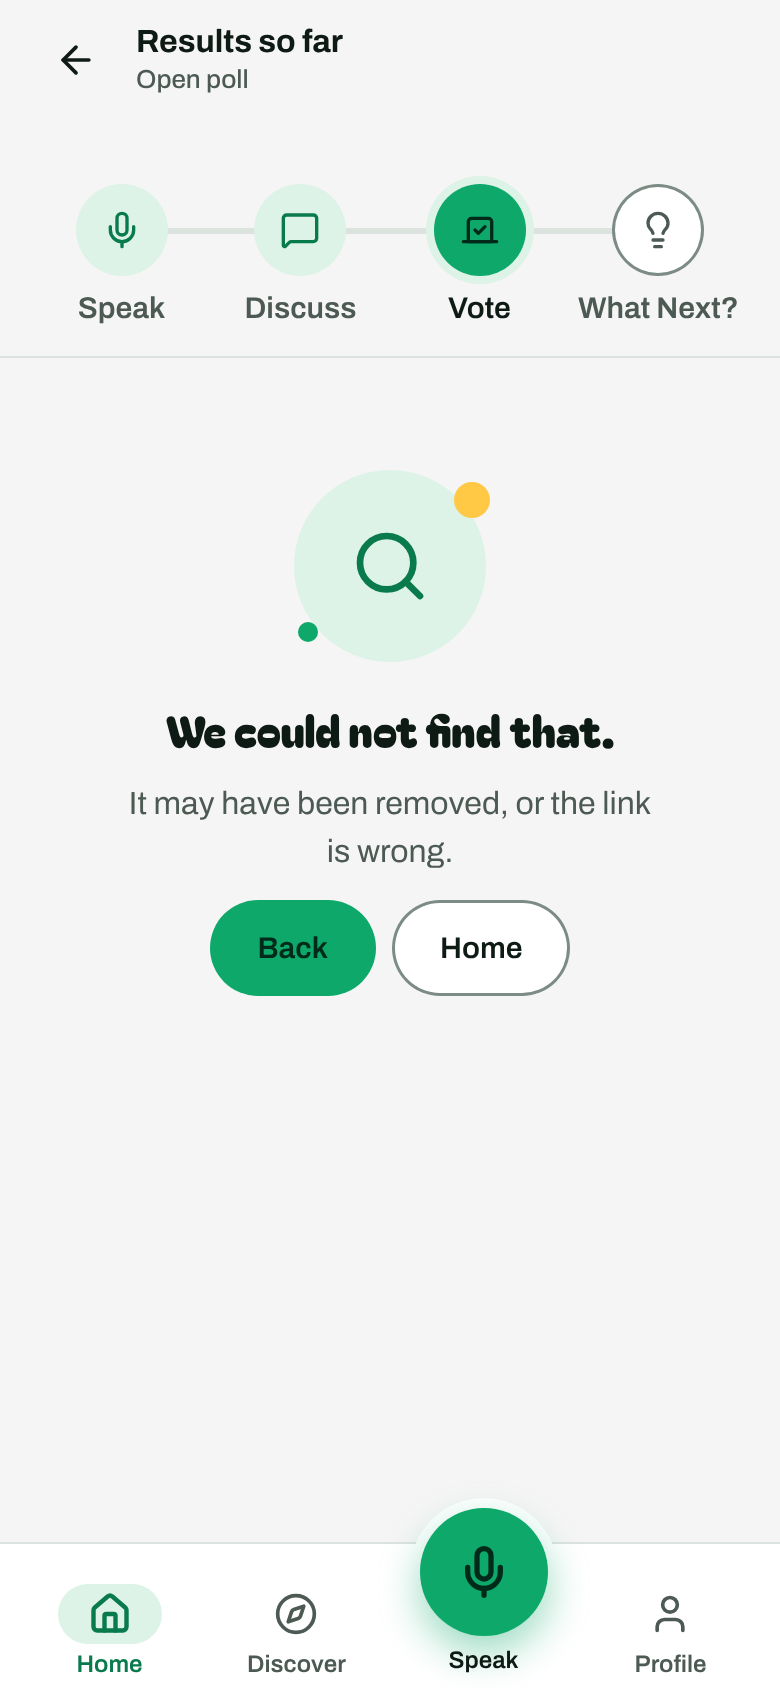 Results so far
Open poll
Speak
Discuss
Vote
What Next?
We could not find that.
It may have been removed, or the link
is wrong.
Back
Home
Home
Discover
Speak
Profile